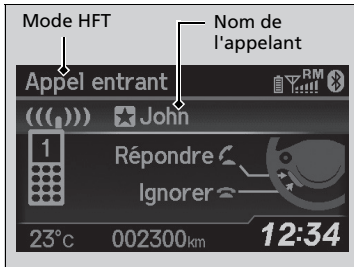 Mode HFT
Nom de
l'appelant
Appel entrant
RM
John
1
Répondre
Ignorer
23°c 002300km 12:34